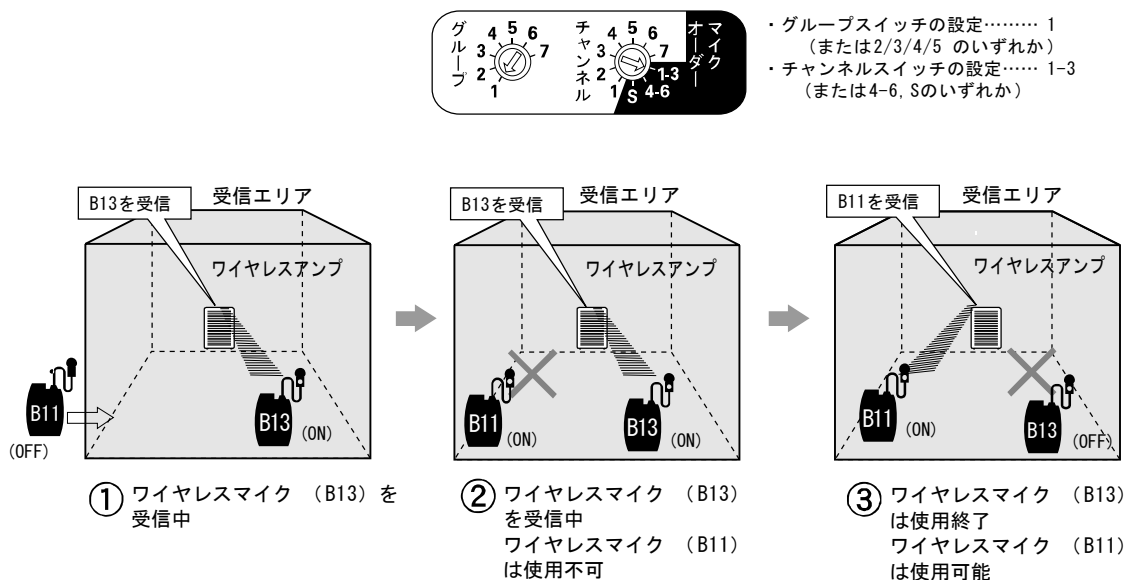 グループ
1
2
3
4
5
6
7
チャンネル
1
2
3
4
5
6
7
1-3
4-6
S
マイク
オーダー
・グループスイッチの設定……… 1
(または2/3/4/5 のいずれか)
・チャンネルスイッチの設定…… 1-3
(または4-6, Sのいずれか)
受信エリア
B13を受信
ワイヤレスアンプ
B11
(OFF)
B13
(ON)
① ワイヤレスマイク (B13) を
受信中
受信エリア
B13を受信
ワイヤレスアンプ
B11
(ON)
B13
(ON)
② ワイヤレスマイク (B13)
を受信中
ワイヤレスマイク (B11)
は使用不可
受信エリア
B11を受信
ワイヤレスアンプ
B11
(ON)
B13
(OFF)
③ ワイヤレスマイク (B13)
は使用終了
ワイヤレスマイク (B11)
は使用可能